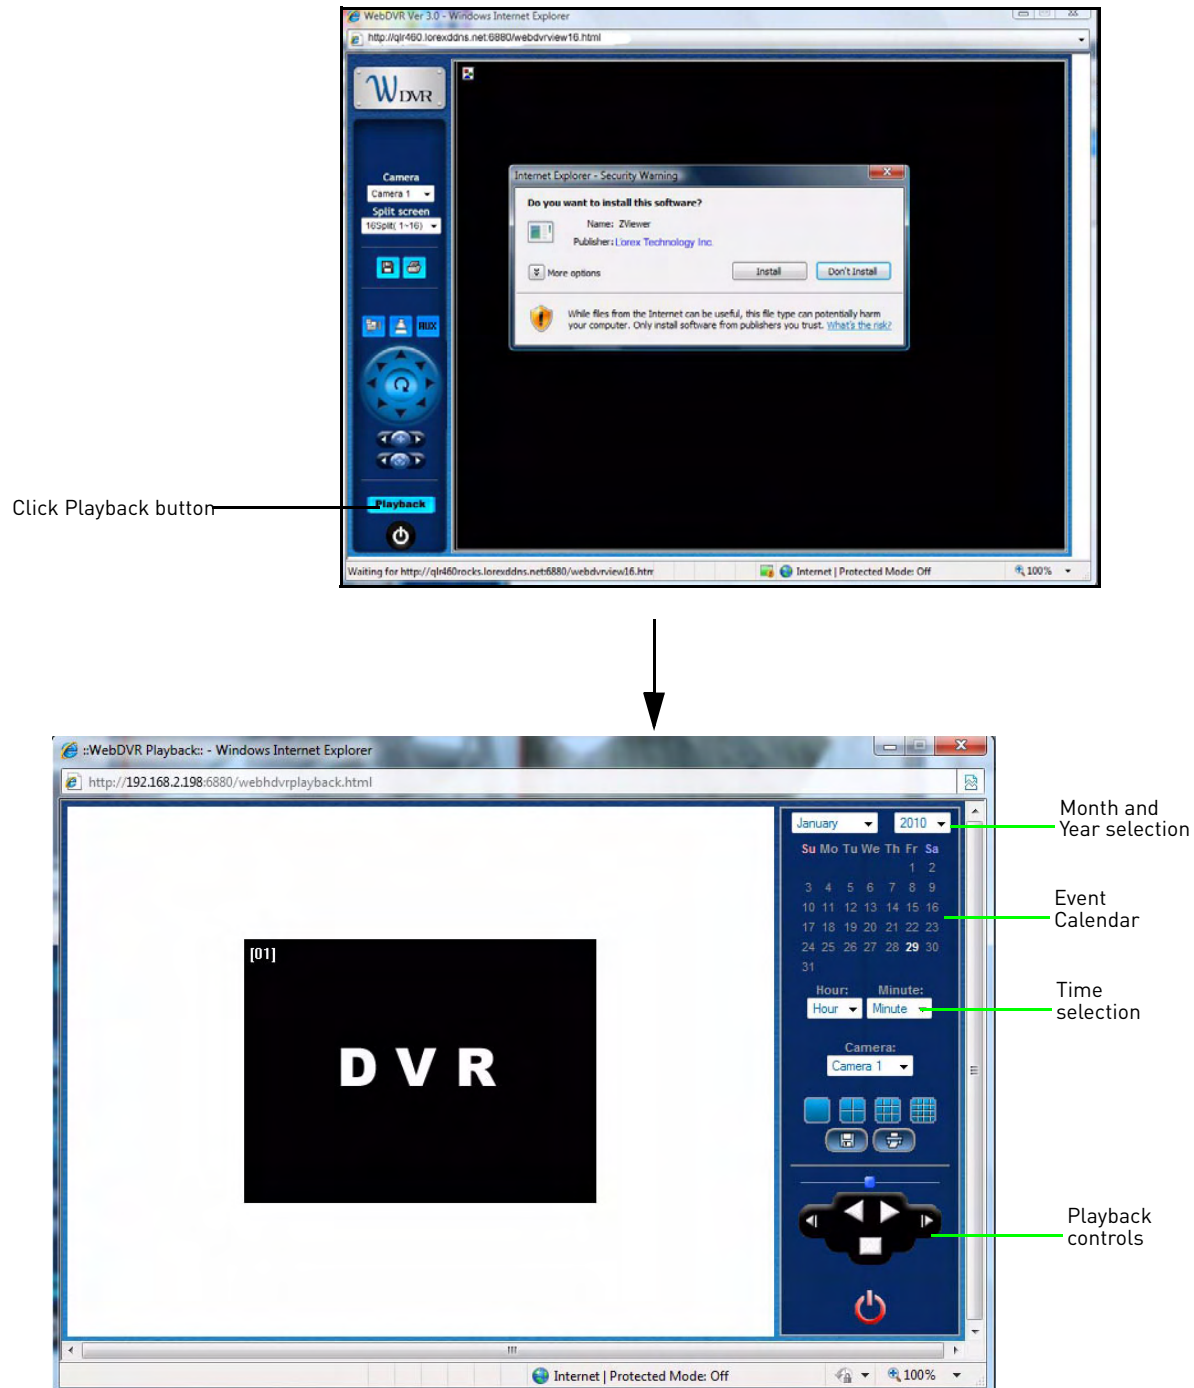 WebDVR Ver 3.0 - Windows Internet Explorer
http://qlr460.lorexddns.net:6880/webdvrview16.html
W DVR
Camera
Camera 1
Split screen
16Split( 1~16)
AUX
Playback
Internet Explorer - Security Warning
Do you want to install this software?
Name: ZViewer
Publisher: Lorex Technology Inc.
More options
Install
Don't Install
While files from the Internet can be useful, this file type can potentially harm
your computer. Only install software from publishers you trust. What's the risk?
Click Playback button
Waiting for http://qlr460rocks.lorexddns.net:6880/webdvrview16.htm
Internet | Protected Mode: Off
100%
::WebDVR Playback:: - Windows Internet Explorer
http://192.168.2.198:6880/webhdvrplayback.html
January
2010
Su Mo Tu We Th Fr Sa
1 2
3 4 5 6 7 8 9
10 11 12 13 14 15 16
17 18 19 20 21 22 23
24 25 26 27 28 29 30
31
Hour: Minute:
Hour
Minute
Camera:
Camera 1
[01]
DVR
Month and
Year selection
Event
Calendar
Time
selection
Playback
controls
Internet | Protected Mode: Off
100%